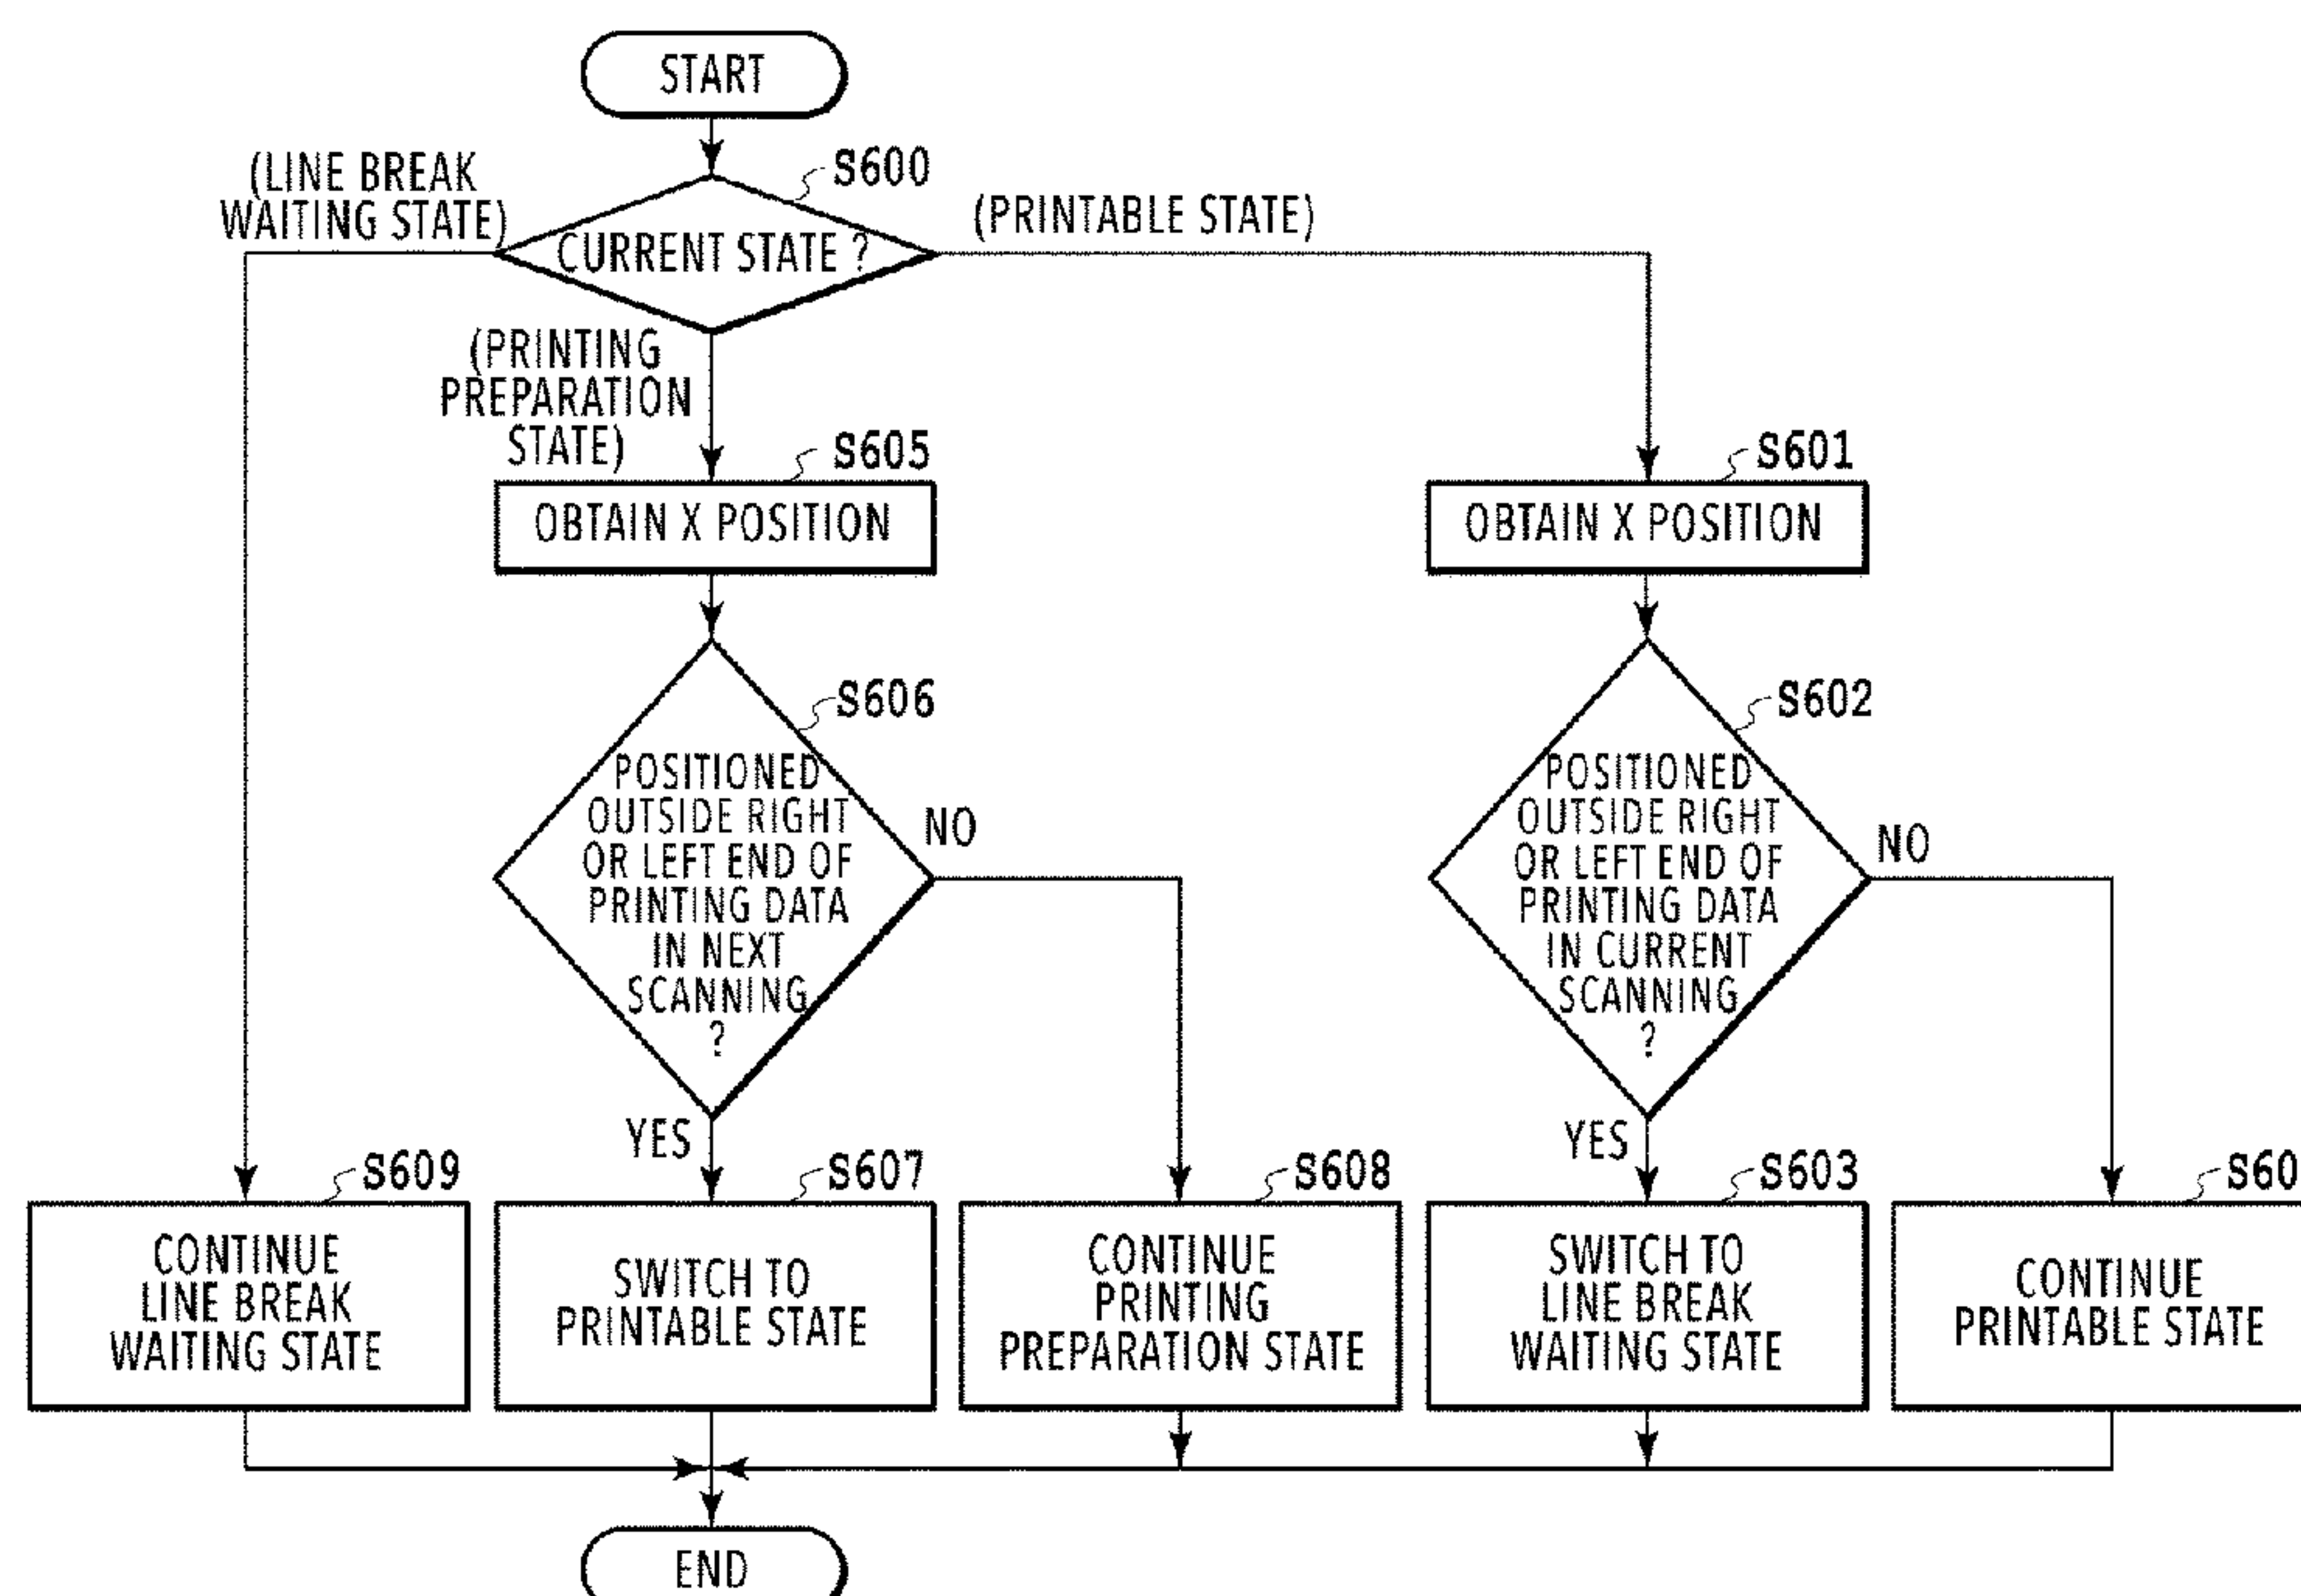 START
(LINE BREAK
WAITING STATE)
S600
CURRENT STATE ?
(PRINTABLE STATE)
(PRINTING
PREPARATION
STATE)
S605
OBTAIN X POSITION
S601
OBTAIN X POSITION
S606
POSITIONED
OUTSIDE RIGHT
OR LEFT END OF
PRINTING DATA
IN NEXT
SCANNING
?
NO
YES
S602
POSITIONED
OUTSIDE RIGHT
OR LEFT END OF
PRINTING DATA
IN CURRENT
SCANNING
?
NO
YES
S609
CONTINUE
LINE BREAK
WAITING STATE
S607
SWITCH TO
PRINTABLE STATE
S608
CONTINUE
PRINTING
PREPARATION STATE
S603
SWITCH TO
LINE BREAK
WAITING STATE
S60
CONTINUE
PRINTABLE STATE
END